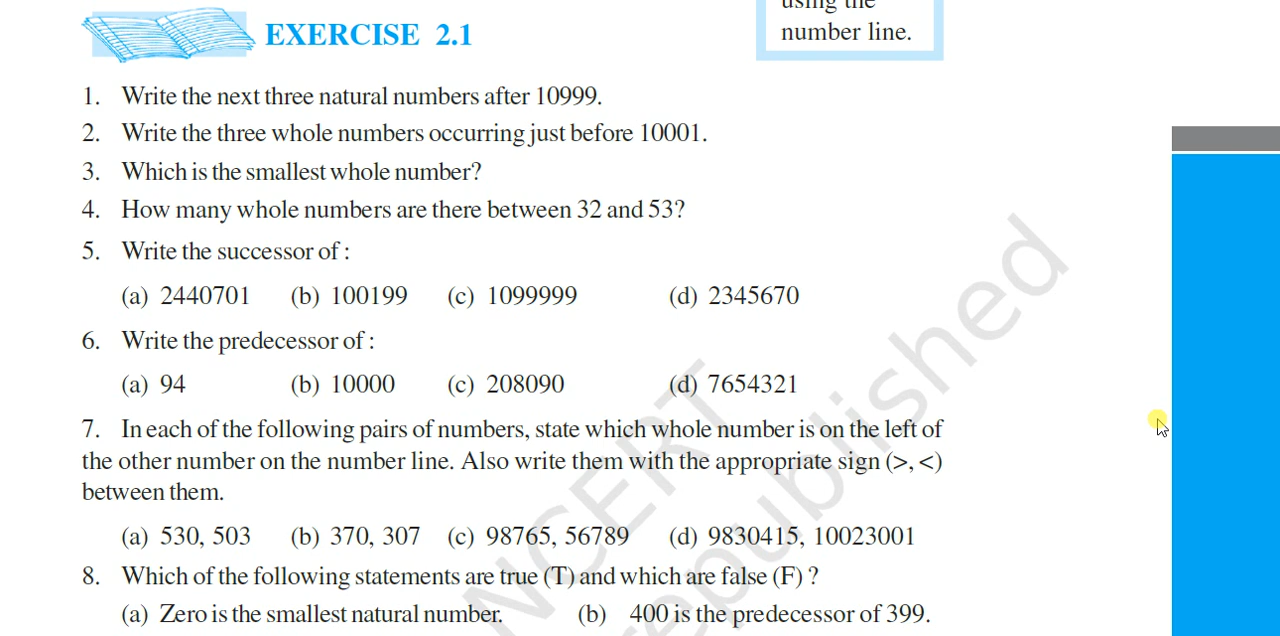 using the
number line.
EXERCISE 2.1
1. Write the next three natural numbers after 10999.
2. Write the three whole numbers occurring just before 10001.
3. Which is the smallest whole number?
4. How many whole numbers are there between 32 and 53?
5. Write the successor of :
(a) 2440701 (b) 100199 (c) 1099999 (d) 2345670
6. Write the predecessor of :
(a) 94 (b) 10000 (c) 208090 (d) 7654321
7. In each of the following pairs of numbers, state which whole number is on the left of
the other number on the number line. Also write them with the appropriate sign (>, <)
between them.
(a) 530, 503 (b) 370, 307 (c) 98765, 56789 (d) 9830415, 10023001
8. Which of the following statements are true (T) and which are false (F) ?
(a) Zero is the smallest natural number. (b) 400 is the predecessor of 399.
NCERT
republished